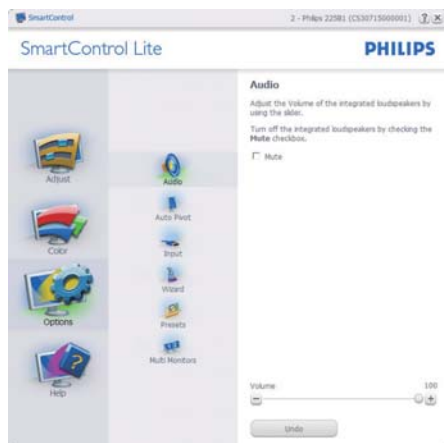 SmartControl
2 - Philips 225B1 (CS30715000001)
SmartControl Lite
PHILIPS
Adjust
Color
Options
Help
Audio
Auto Pivot
Input
Wizard
Presets
Multi Monitors
Audio
Adjust the Volume of the integrated loudspeakers by
using the slider.
Turn off the integrated loudspeakers by checking the
Mute checkbox.
Mute
Volume 100
Undo